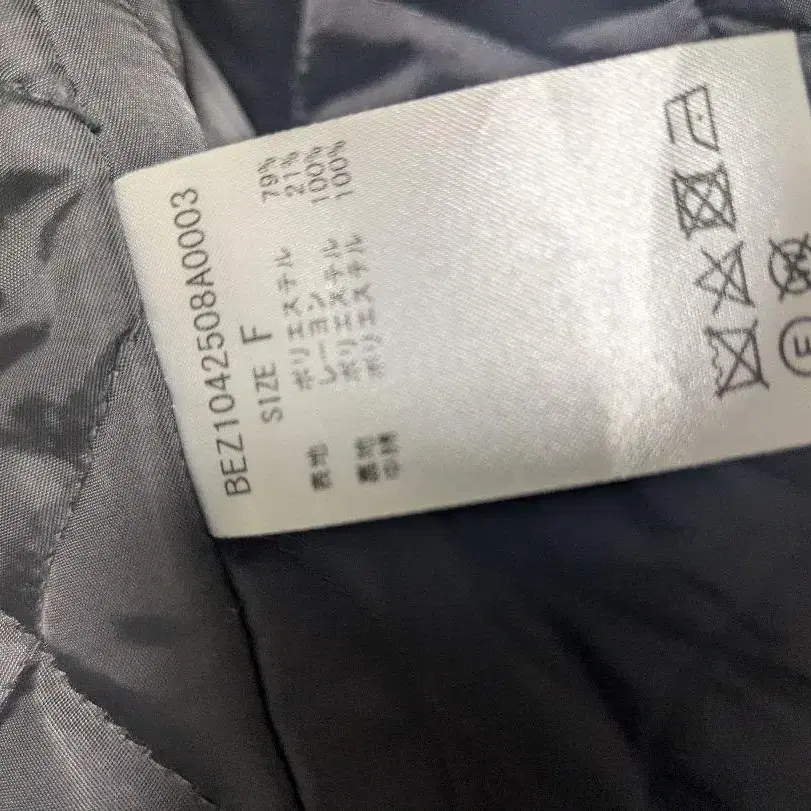 BEZ1042508A0003
SIZE F
表地 ポリエステル 79%
レーヨン 21%
裏地 ポリエステル 100%
中綿 ポリエステル 100%
F